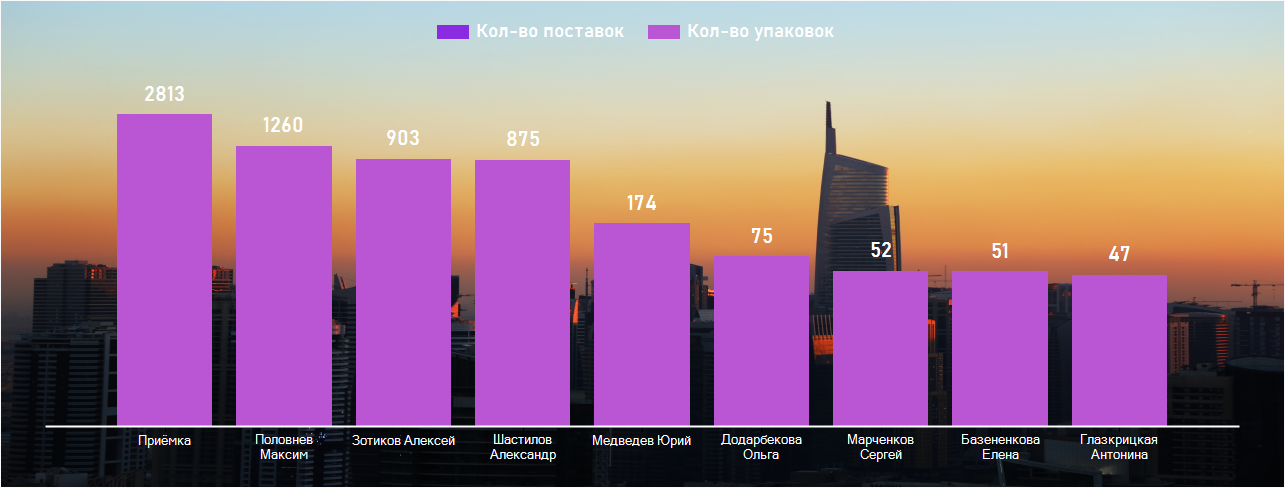 Кол-во поставок Кол-во упаковок
2813
1260
903
875
174
75
52
51
47
Приёмка
Половнев
Максим
Зотиков Алексей
Шастилов
Александр
Медведев Юрий
Додарбекова
Ольга
Марченков
Сергей
Базененкова
Елена
Глазкрицкая
Антонина